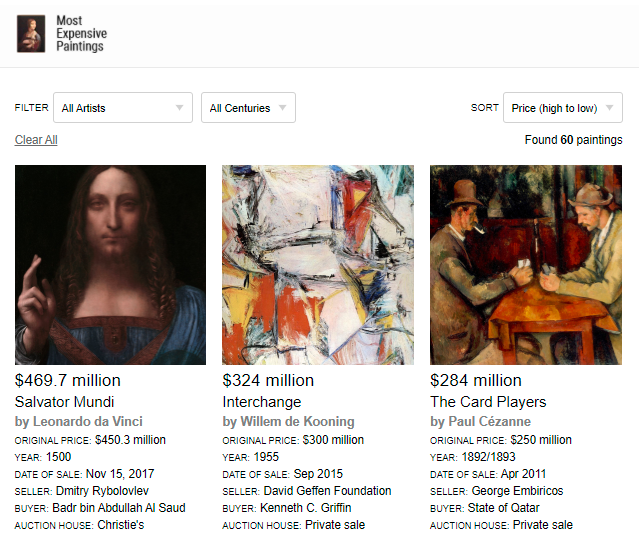 Most
Expensive
Paintings
FILTER All Artists All Centuries SORT Price (high to low)
Clear All Found 60 paintings
$469.7 million
Salvator Mundi
by Leonardo da Vinci
ORIGINAL PRICE: $450.3 million
YEAR: 1500
DATE OF SALE: Nov 15, 2017
SELLER: Dmitry Rybolovlev
BUYER: Badr bin Abdullah Al Saud
AUCTION HOUSE: Christie's
$324 million
Interchange
by Willem de Kooning
ORIGINAL PRICE: $300 million
YEAR: 1955
DATE OF SALE: Sep 2015
SELLER: David Geffen Foundation
BUYER: Kenneth C. Griffin
AUCTION HOUSE: Private sale
$284 million
The Card Players
by Paul Cézanne
ORIGINAL PRICE: $250 million
YEAR: 1892/1893
DATE OF SALE: Apr 2011
SELLER: George Embiricos
BUYER: State of Qatar
AUCTION HOUSE: Private sale